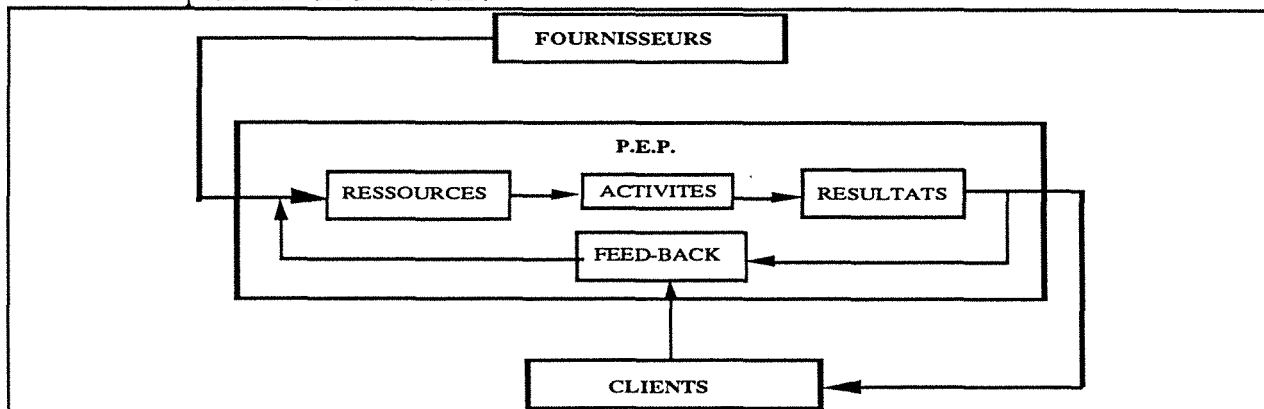 FOURNISSEURS
P.E.P.
RESSOURCES
ACTIVITES
RESULTATS
FEED-BACK
CLIENTS